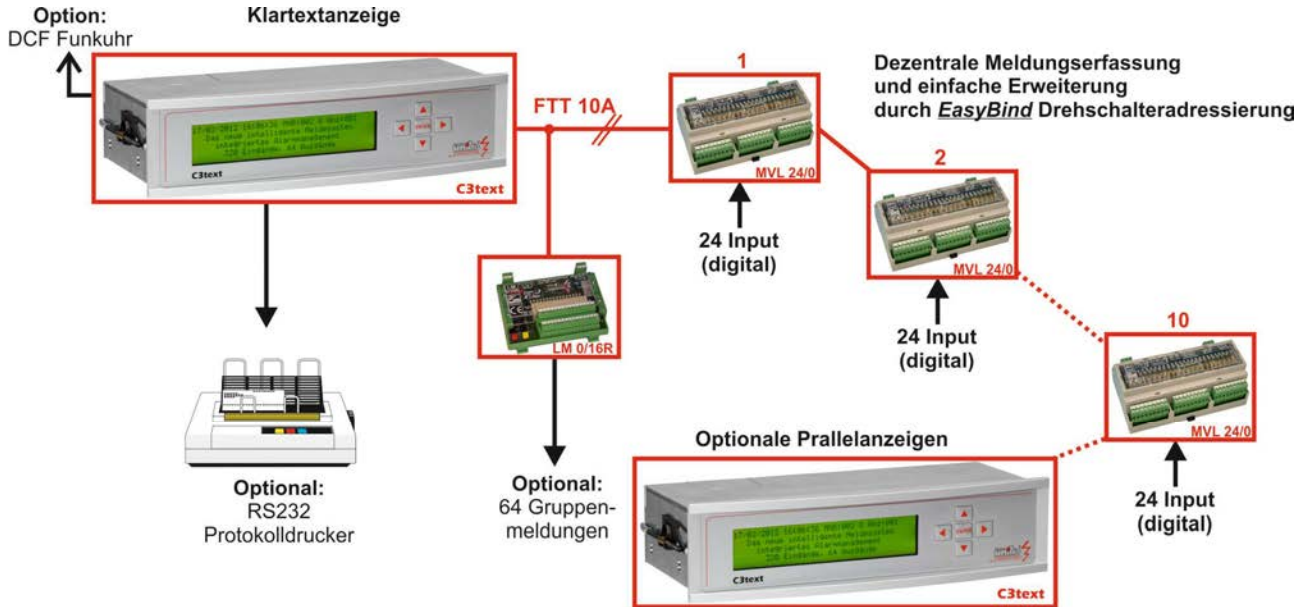 Option:
DCF Funkuhr
Klartextanzeige
C3text
C3text
FTT 10A
1
MVL 24/0
24 Input
(digital)
Dezentrale Meldungserfassung
und einfache Erweiterung
durch EasyBind Drehschalteradressierung
2
MVL 24/0
24 Input
(digital)
10
MVL 24/0
24 Input
(digital)
LM 0/16R
Optional:
RS232
Protokolldrucker
Optional:
64 Gruppen-
meldungen
Optionale Prallelanzeigen
C3text
C3text